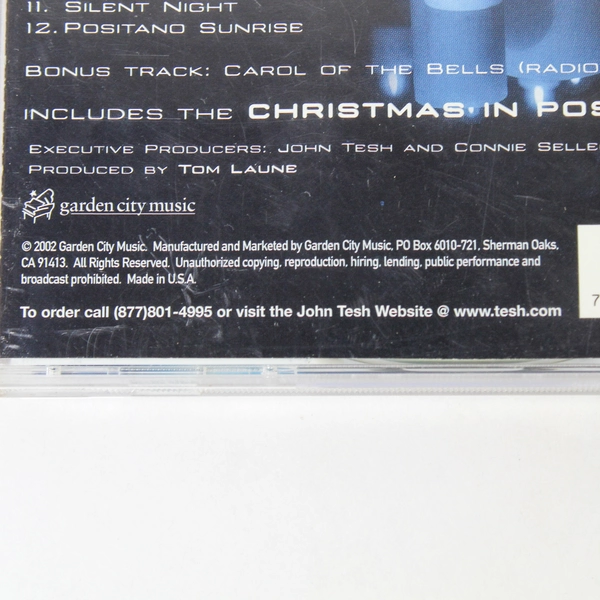 11. Silent Night
12. Positano Sunrise
Bonus track: Carol of the Bells (radio
includes the CHRISTMAS IN POS
Executive Producers: John Tesh and Connie Selle
Produced by Tom Laune
garden city music
© 2002 Garden City Music. Manufactured and Marketed by Garden City Music, PO Box 6010-721, Sherman Oaks,
CA 91413. All Rights Reserved. Unauthorized copying, reproduction, hiring, lending, public performance and
broadcast prohibited. Made in U.S.A.
7
To order call (877)801-4995 or visit the John Tesh Website @ www.tesh.com